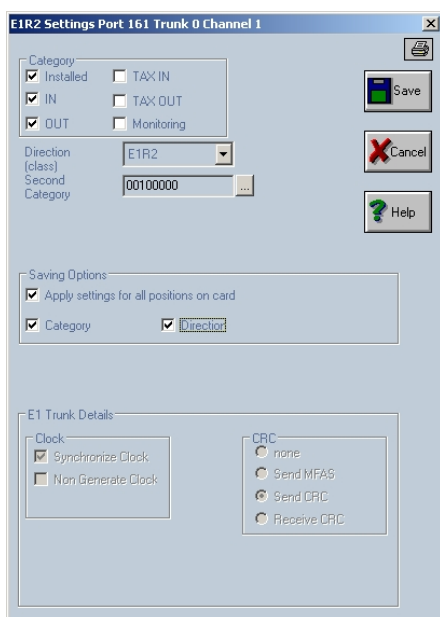 E1R2 Settings Port 161 Trunk 0 Channel 1
Category
Installed TAX IN
IN TAX OUT
OUT Monitoring
Save
Direction (class) E1R2
Cancel
Second Category 00100000 ...
Help
Saving Options
Apply settings for all positions on card
Category Direction
E1 Trunk Details
Clock
Synchronize Clock
Non Generate Clock
CRC
none
Send MFAS
Send CRC
Receive CRC